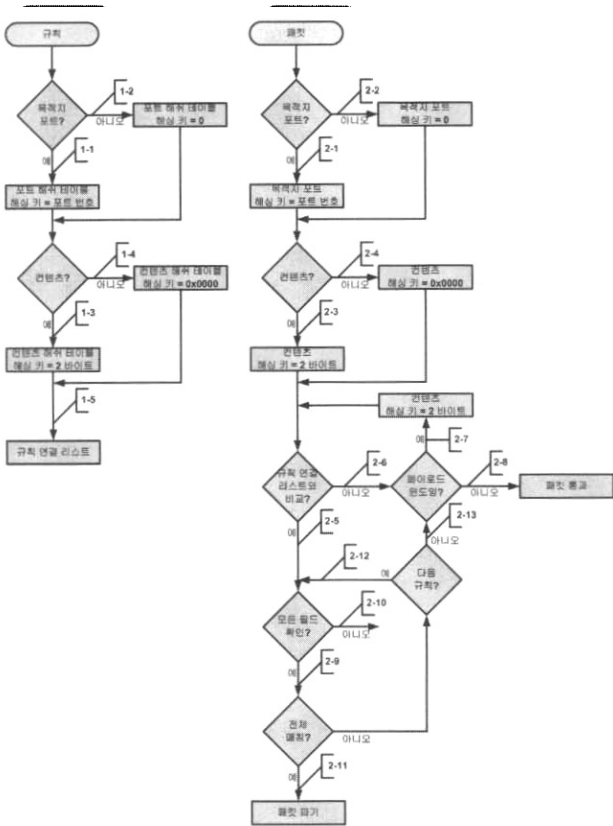 규칙
목적지
포트?
1-2
아니오
포트 해쉬 테이블
해싱 키 = 0
예
1-1
포트 해쉬 테이블
해싱 키 = 포트 번호
컨텐츠?
1-4
아니오
컨텐츠 해쉬 테이블
해싱 키 = 0x0000
예
1-3
컨텐츠 해쉬 테이블
해싱 키 = 2 바이트
1-5
규칙 연결 리스트
패킷
목적지
포트?
2-2
아니오
목적지 포트
해싱 키 = 0
예
2-1
목적지 포트
해싱 키 = 포트 번호
컨텐츠?
2-4
아니오
컨텐츠
해싱 키 = 0x0000
예
2-3
컨텐츠
해싱 키 = 2 바이트
컨텐츠
해싱 키 = 2 바이트
예
2-7
규칙 연결
리스트와
비교?
2-6
아니오
페이로드
윈도잉?
2-8
아니오
패킷 통과
예
2-5
2-13
아니오
2-12
예
다음
규칙?
모든 필드
확인?
2-10
아니오
예
2-9
전체
매칭?
아니오
예
2-11
패킷 파기